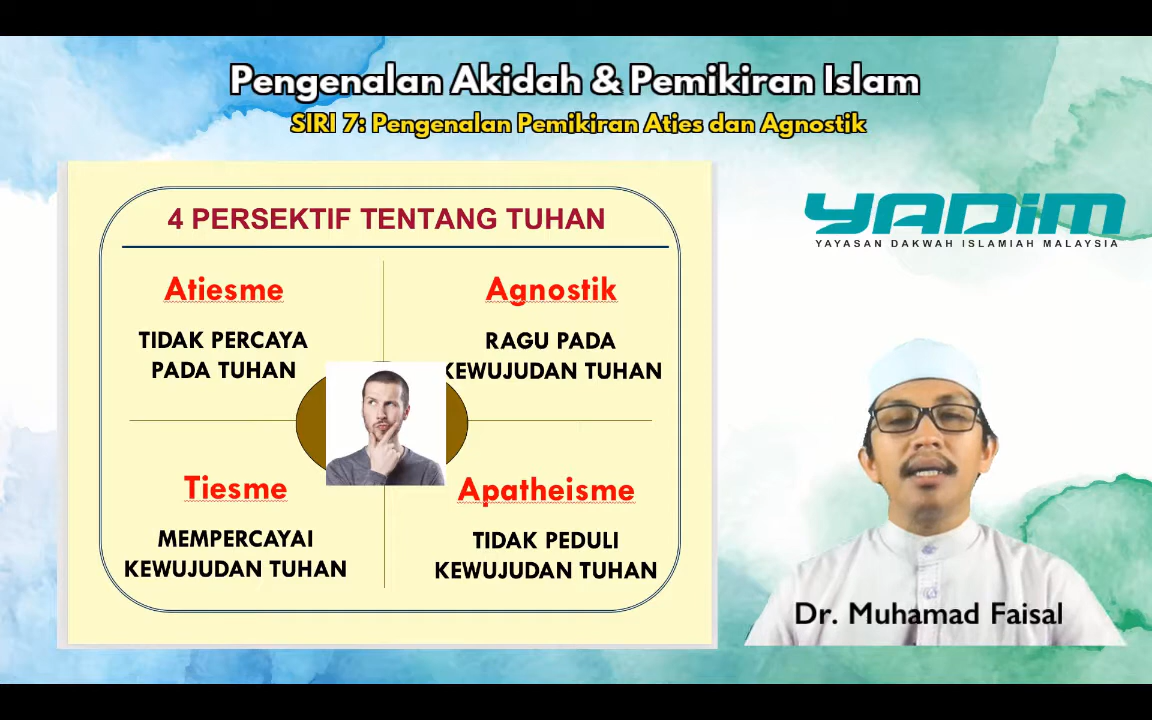 Pengenalan Akidah & Pemikiran Islam
SIRI 7: Pengenalan Pemikiran Aties dan Agnostik
4 PERSEKTIF TENTANG TUHAN
Atiesme
TIDAK PERCAYA
PADA TUHAN
Agnostik
RAGU PADA
KEWUJUDAN TUHAN
Tiesme
MEMPERCAYAI
KEWUJUDAN TUHAN
Apatheisme
TIDAK PEDULI
KEWUJUDAN TUHAN
YADIM
YAYASAN DAKWAH ISLAMIAH MALAYSIA
Dr. Muhamad Faisal